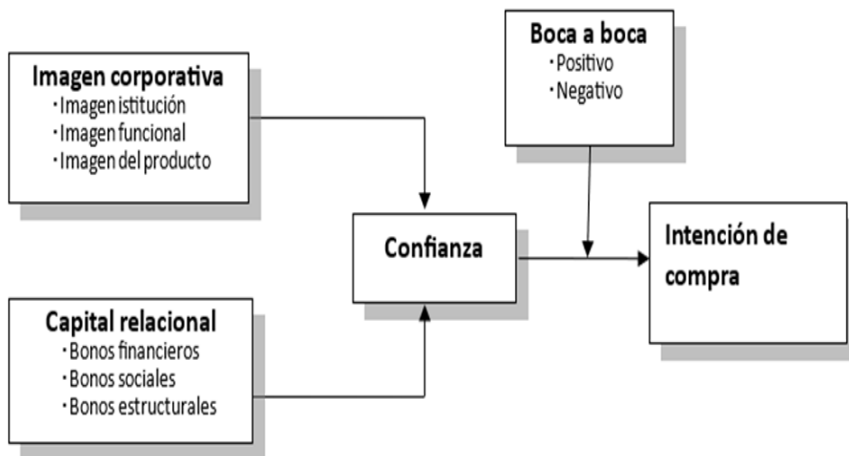 Imagen corporativa
· Imagen istitución
· Imagen funcional
· Imagen del producto
Boca a boca
· Positivo
· Negativo
Confianza
Intención de
compra
Capital relacional
· Bonos financieros
· Bonos sociales
· Bonos estructurales